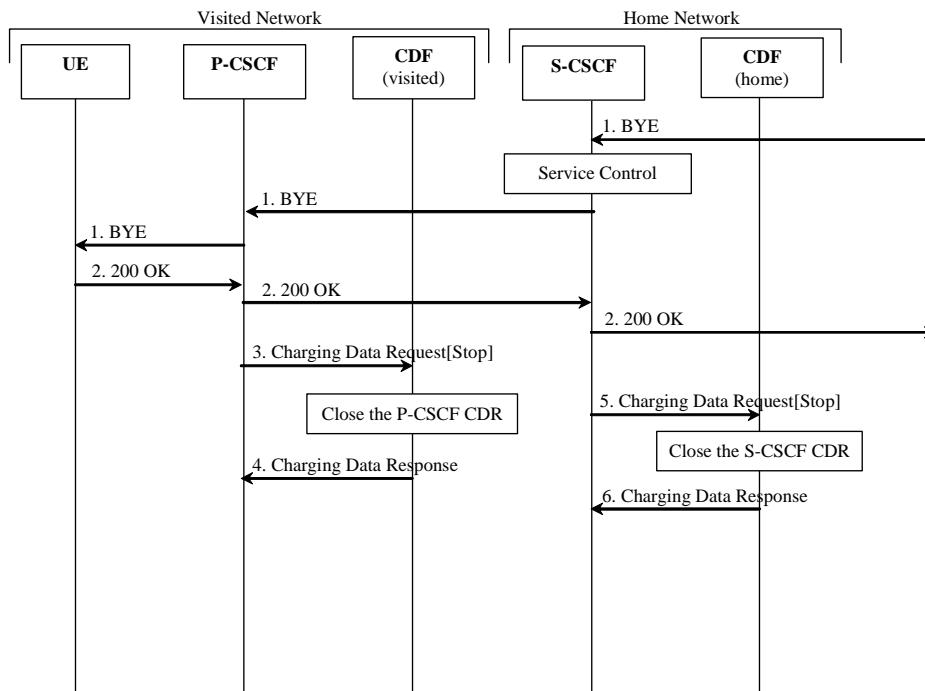 Visited Network
Home Network
UE
P-CSCF
CDF
(visited)
S-CSCF
CDF
(home)
1. BYE
Service Control
1. BYE
1. BYE
2. 200 OK
2. 200 OK
2. 200 OK
3. Charging Data Request[Stop]
5. Charging Data Request[Stop]
Close the P-CSCF CDR
Close the S-CSCF CDR
4. Charging Data Response
6. Charging Data Response